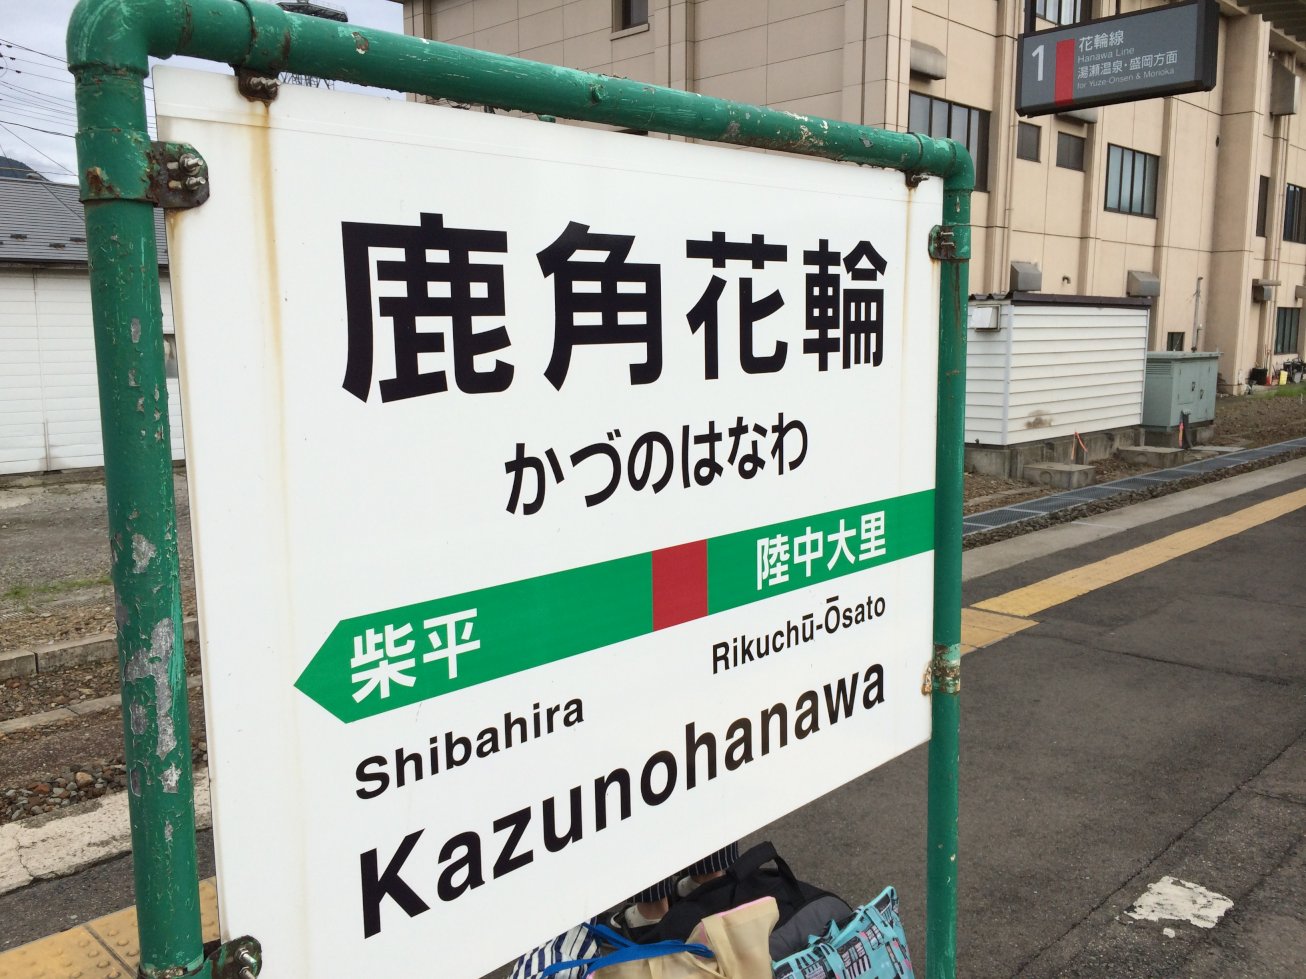 鹿角花輪
かづのはなわ
柴平
陸中大里
Shibahira
Rikuchū-Ōsato
Kazunohanawa
1
花輪線
Hanawa Line
湯瀬温泉・盛岡方面
for Yuze-Onsen & Morioka